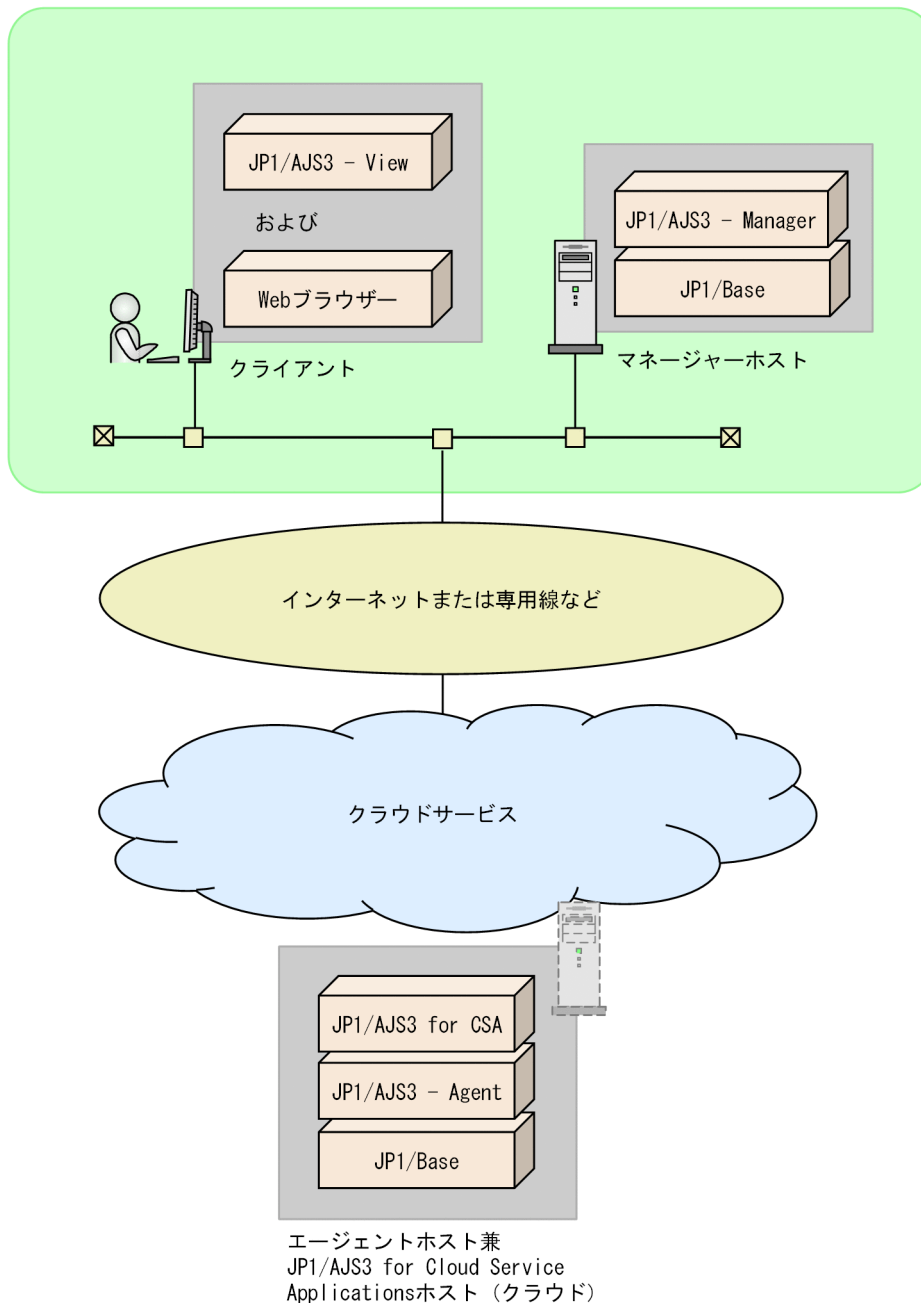 JP1/AJS3 − View
および
Webブラウザー
クライアント
JP1/AJS3 − Manager
JP1/Base
マネージャーホスト
インターネットまたは専用線など
クラウドサービス
JP1/AJS3 for CSA
JP1/AJS3 − Agent
JP1/Base
エージェントホスト兼
JP1/AJS3 for Cloud Service
Applicationsホスト（クラウド）